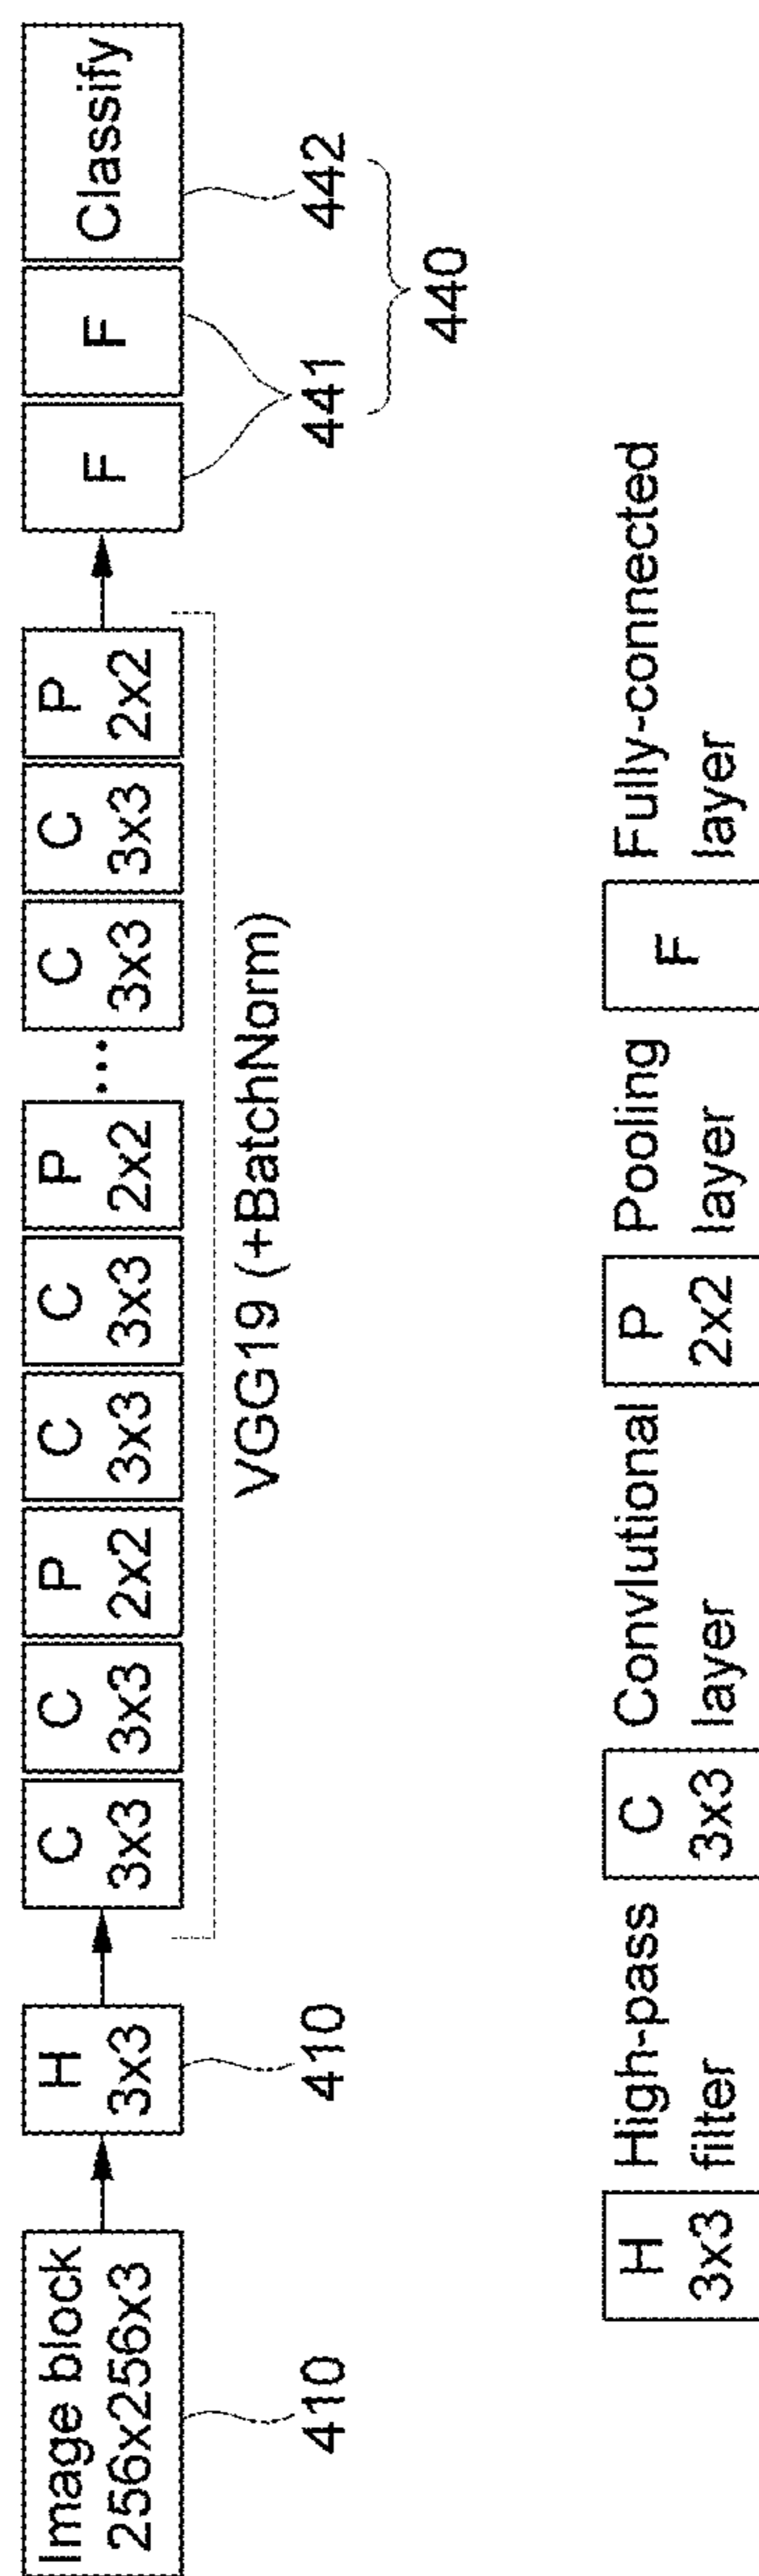 Image block
256x256x3
H
3x3
C
3x3
C
3x3
P
2x2
C
3x3
C
3x3
P
2x2
...
C
3x3
C
3x3
P
2x2
F
F
Classify
410
410
VGG19 (+BatchNorm)
441
442
440
H
3x3
High-pass
filter
C
3x3
Convlutional
layer
P
2x2
Pooling
layer
F
Fully-connected
layer